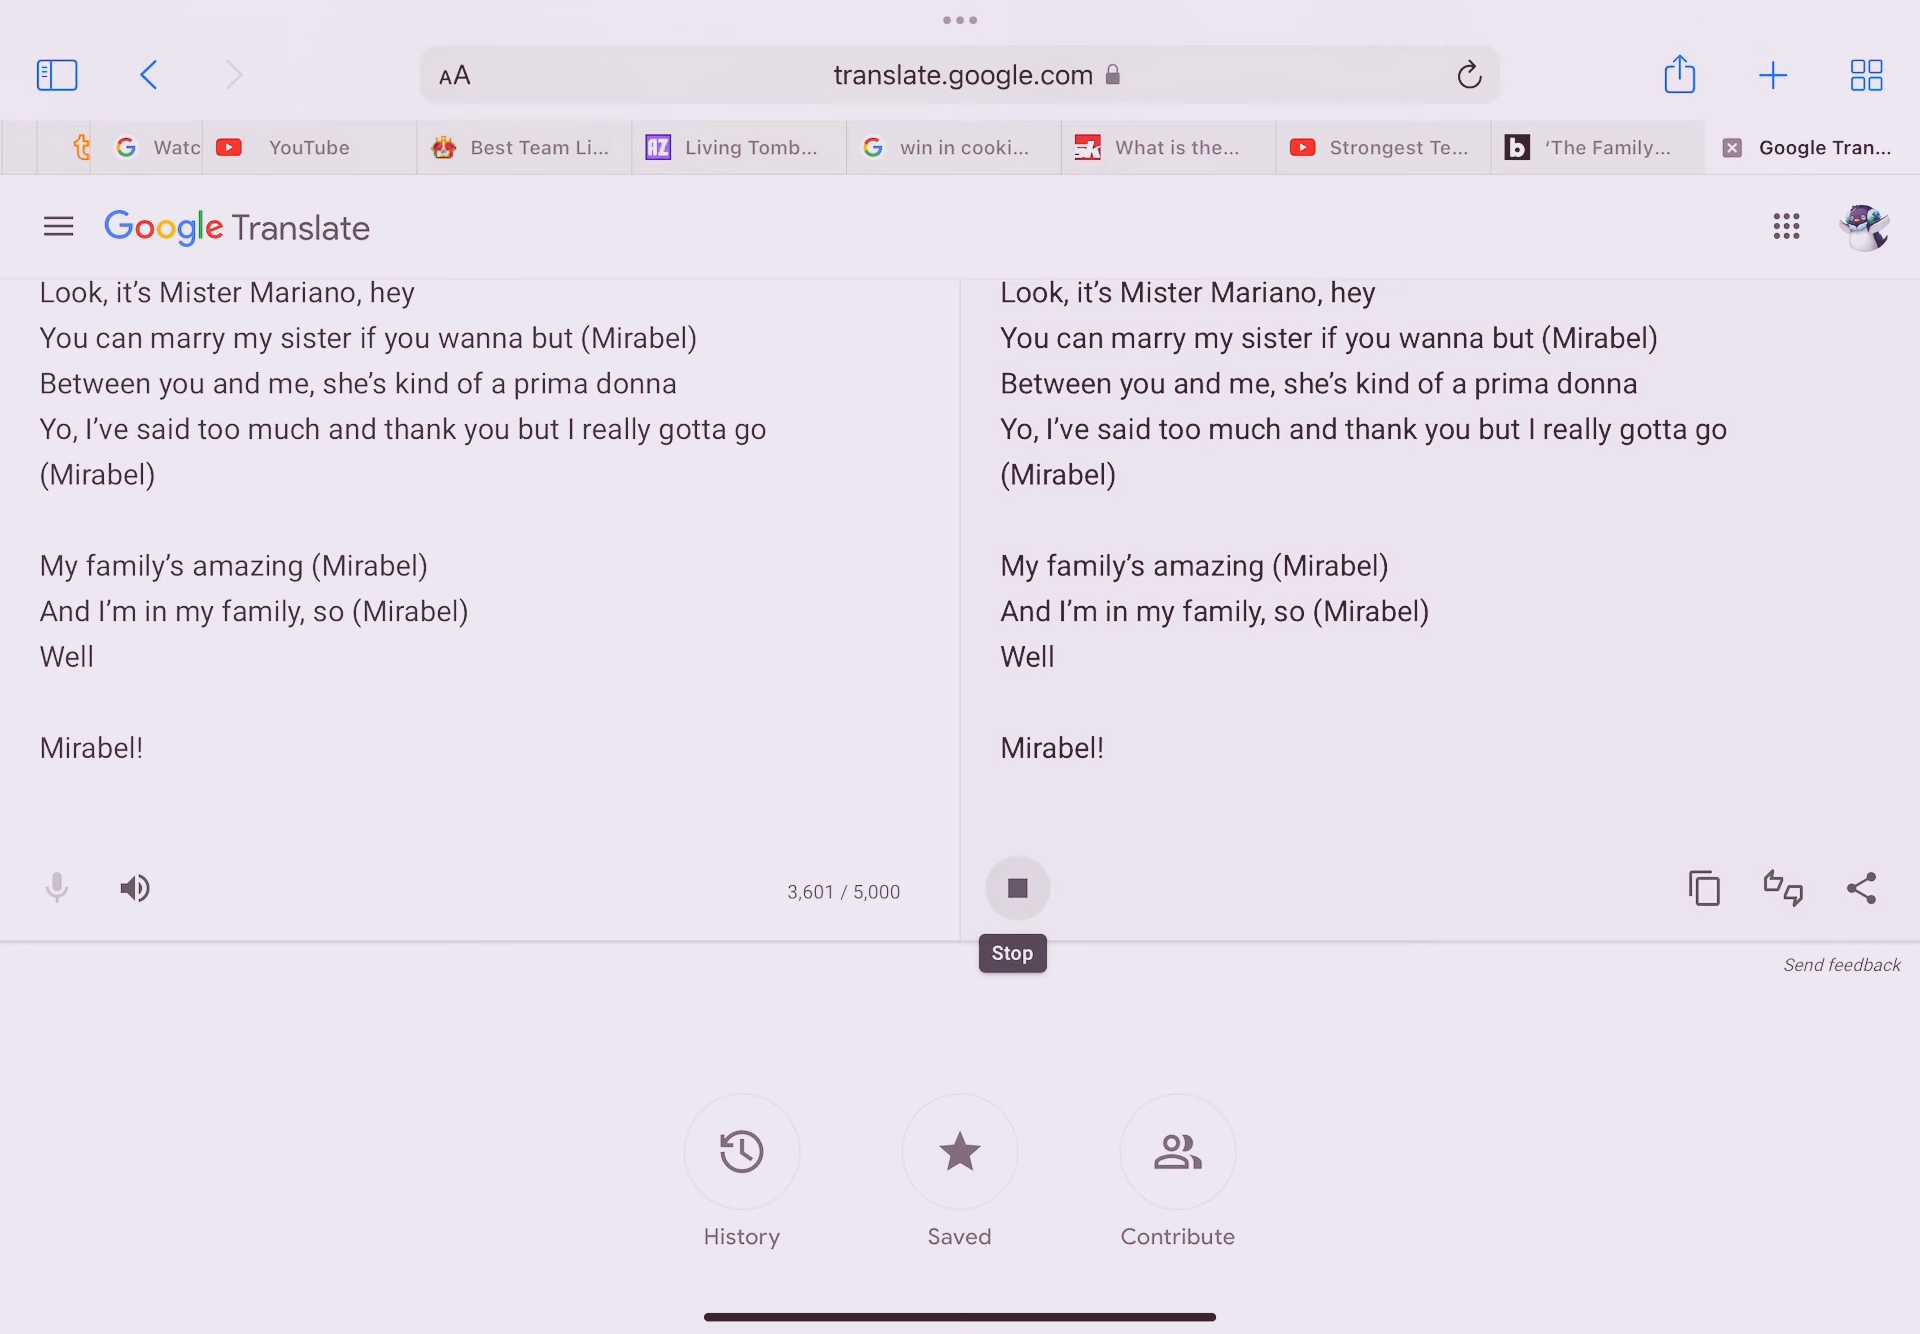 AA
translate.google.com
Watc
YouTube
Best Team Li...
AZ
Living Tomb...
win in cooki...
What is the...
Strongest Te...
b
‘The Family...
Google Tran...
Google Translate
Look, it’s Mister Mariano, hey
You can marry my sister if you wanna but (Mirabel)
Between you and me, she’s kind of a prima donna
Yo, I’ve said too much and thank you but I really gotta go
(Mirabel)
My family’s amazing (Mirabel)
And I’m in my family, so (Mirabel)
Well
Mirabel!
3,601 / 5,000
Look, it’s Mister Mariano, hey
You can marry my sister if you wanna but (Mirabel)
Between you and me, she’s kind of a prima donna
Yo, I’ve said too much and thank you but I really gotta go
(Mirabel)
My family’s amazing (Mirabel)
And I’m in my family, so (Mirabel)
Well
Mirabel!
Stop
Send feedback
History
Saved
Contribute